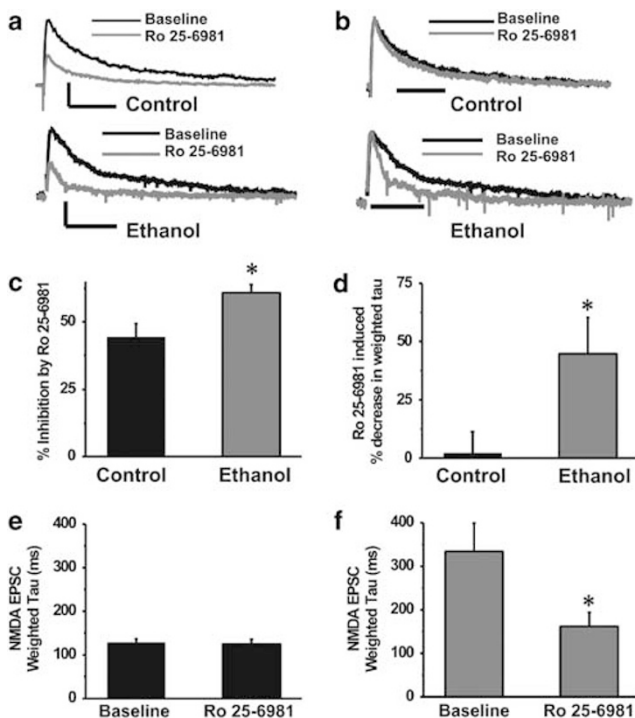 a
Baseline
Ro 25-6981
Control
Baseline
Ro 25-6981
Ethanol
b
Baseline
Ro 25-6981
Control
Baseline
Ro 25-6981
Ethanol
c
% Inhibition by Ro 25-6981
50
25
0
*
Control
Ethanol
d
Ro 25-6981 induced
% decrease in weighted tau
75
50
25
0
*
Control
Ethanol
e
NMDA EPSC
Weighted Tau (ms)
400
300
200
100
0
Baseline
Ro 25-6981
f
NMDA EPSC
Weighted Tau (ms)
400
300
200
100
0
*
Baseline
Ro 25-6981